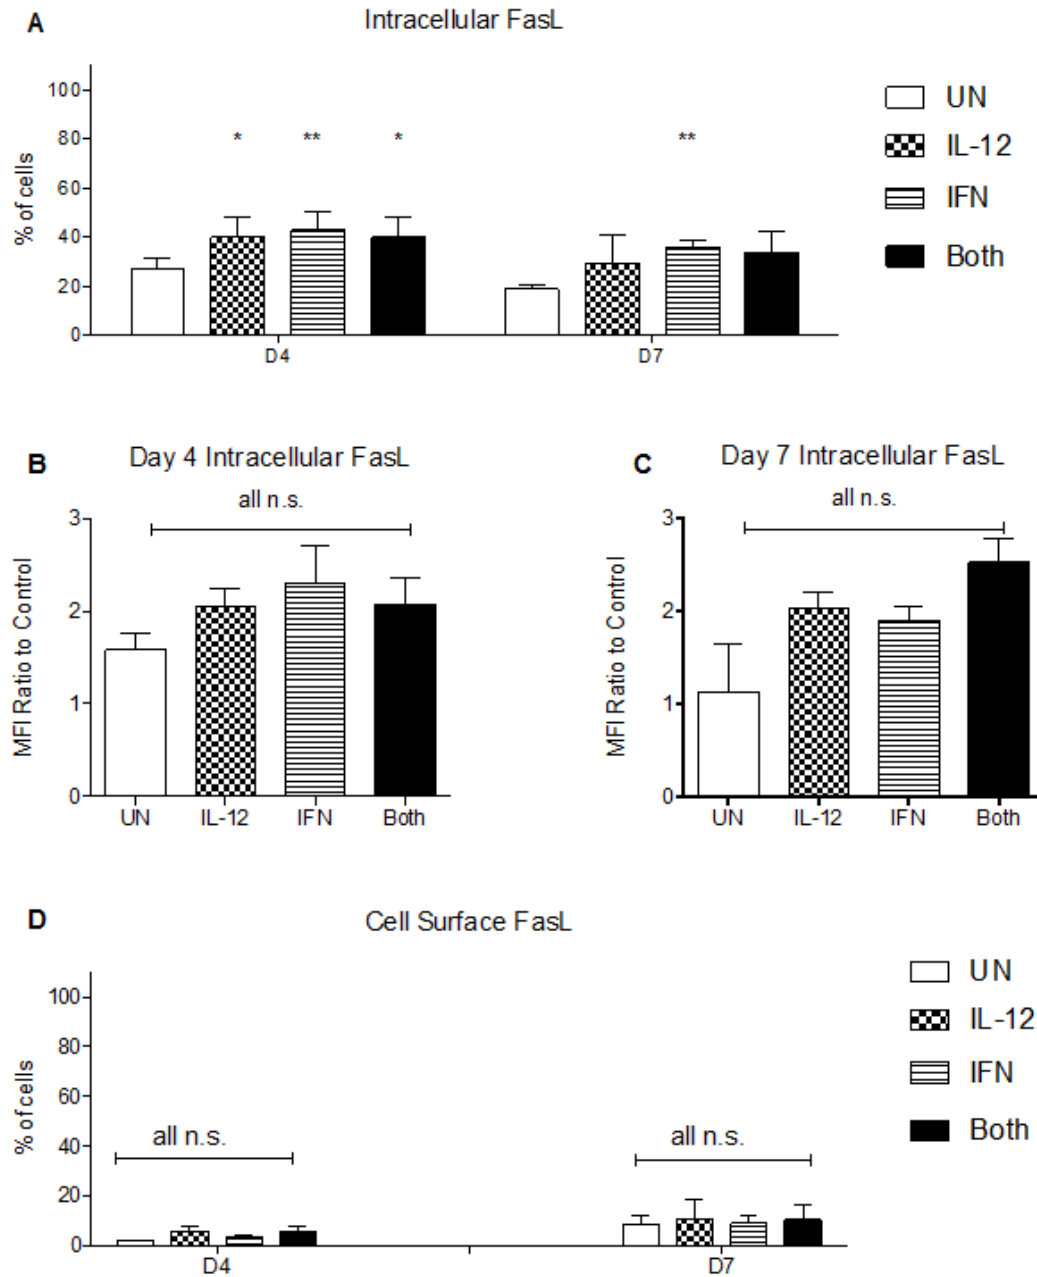 A
Intracellular FasL
% of cells
100
80
60
40
20
0
*
**
*
**
D4
D7
UN
IL-12
IFN
Both
B
Day 4 Intracellular FasL
all n.s.
MFI Ratio to Control
3
2
1
0
UN IL-12 IFN Both
C
Day 7 Intracellular FasL
all n.s.
MFI Ratio to Control
3
2
1
0
UN IL-12 IFN Both
D
Cell Surface FasL
% of cells
100
80
60
40
20
0
all n.s.
all n.s.
D4
D7
UN
IL-12
IFN
Both